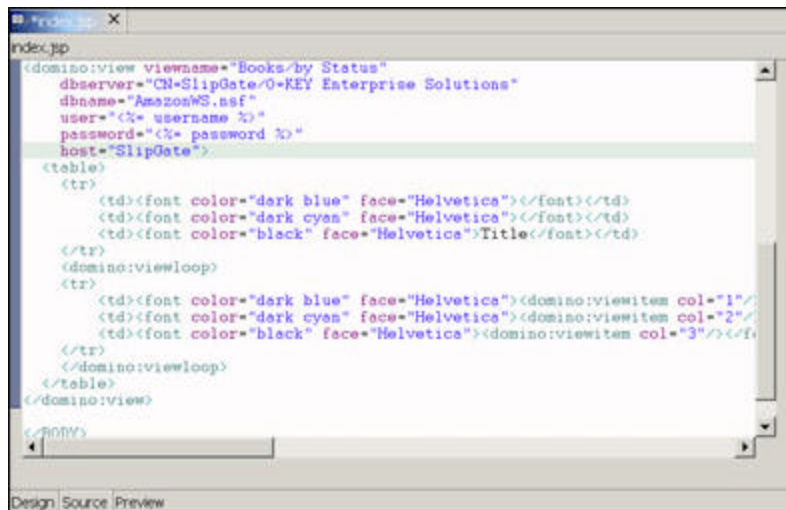 *index.jsp
index.jsp
<domino:view viewname="Books/by Status"
dbserver="CN=SlipGate/O=KEY Enterprise Solutions"
dbname="AmazonWS.nsf"
user="<%= username %>"
password="<%= password %>"
host="SlipGate">
<table>
<tr>
<td><font color="dark blue" face="Helvetica"></font></td>
<td><font color="dark cyan" face="Helvetica"></font></td>
<td><font color="black" face="Helvetica">Title</font></td>
</tr>
<domino:viewloop>
<tr>
<td><font color="dark blue" face="Helvetica"><domino:viewitem col="1"/>
<td><font color="dark cyan" face="Helvetica"><domino:viewitem col="2"/>
<td><font color="black" face="Helvetica"><domino:viewitem col="3"/></fo
</tr>
</domino:viewloop>
</table>
</domino:view>
</BODY>
Design Source Preview